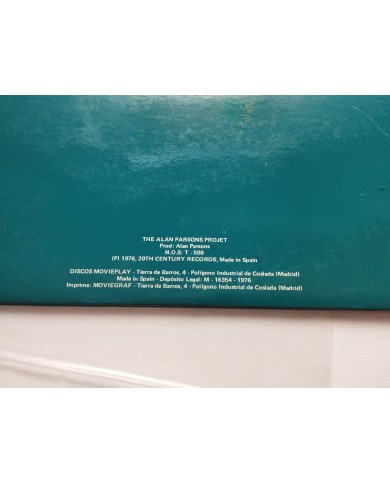 THE ALAN PARSONS PROJET
Prod: Alan Parsons
N.O.S: T - 508
(P) 1976, 20TH CENTURY RECORDS, Made in Spain
DISCOS MOVIEPLAY - Tierra de Barros, 4 - Polígono Industrial de Coslada (Madrid)
Made in Spain - Depósito Legal: M - 16354 - 1976
Imprime: MOVIEGRAF - Tierra de Barros, 4 - Polígono Industrial de Coslada (Madrid)